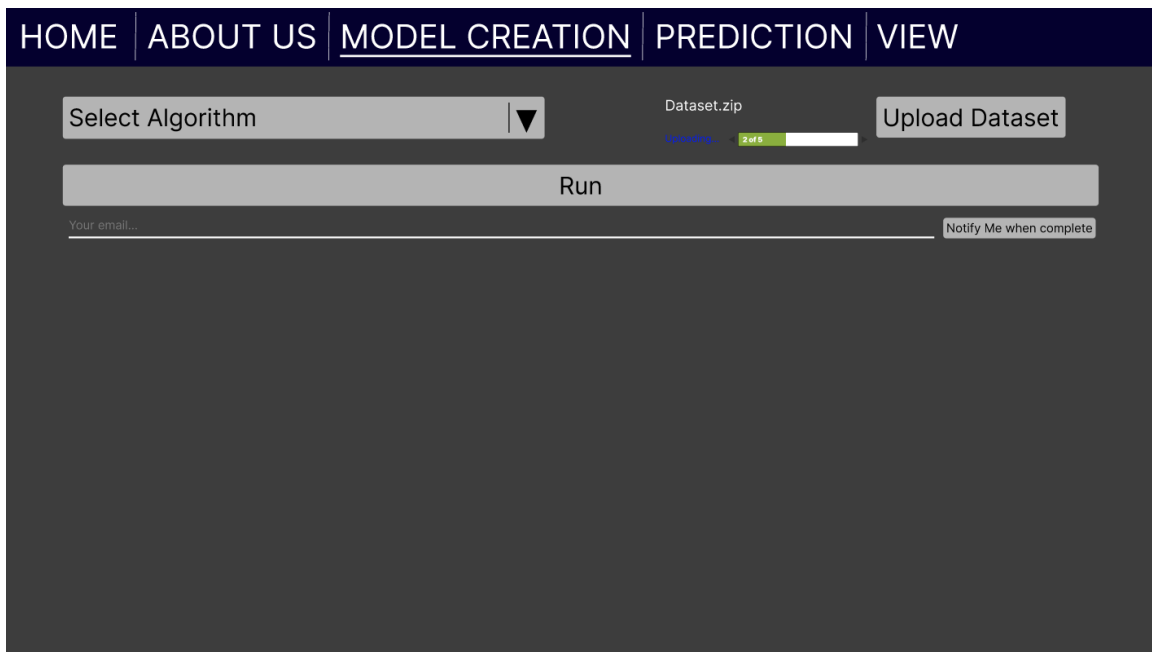 HOME ABOUT US MODEL CREATION PREDICTION VIEW
Select Algorithm
Dataset.zip
Uploading...
2 of 5
Upload Dataset
Run
Your email...
Notify Me when complete